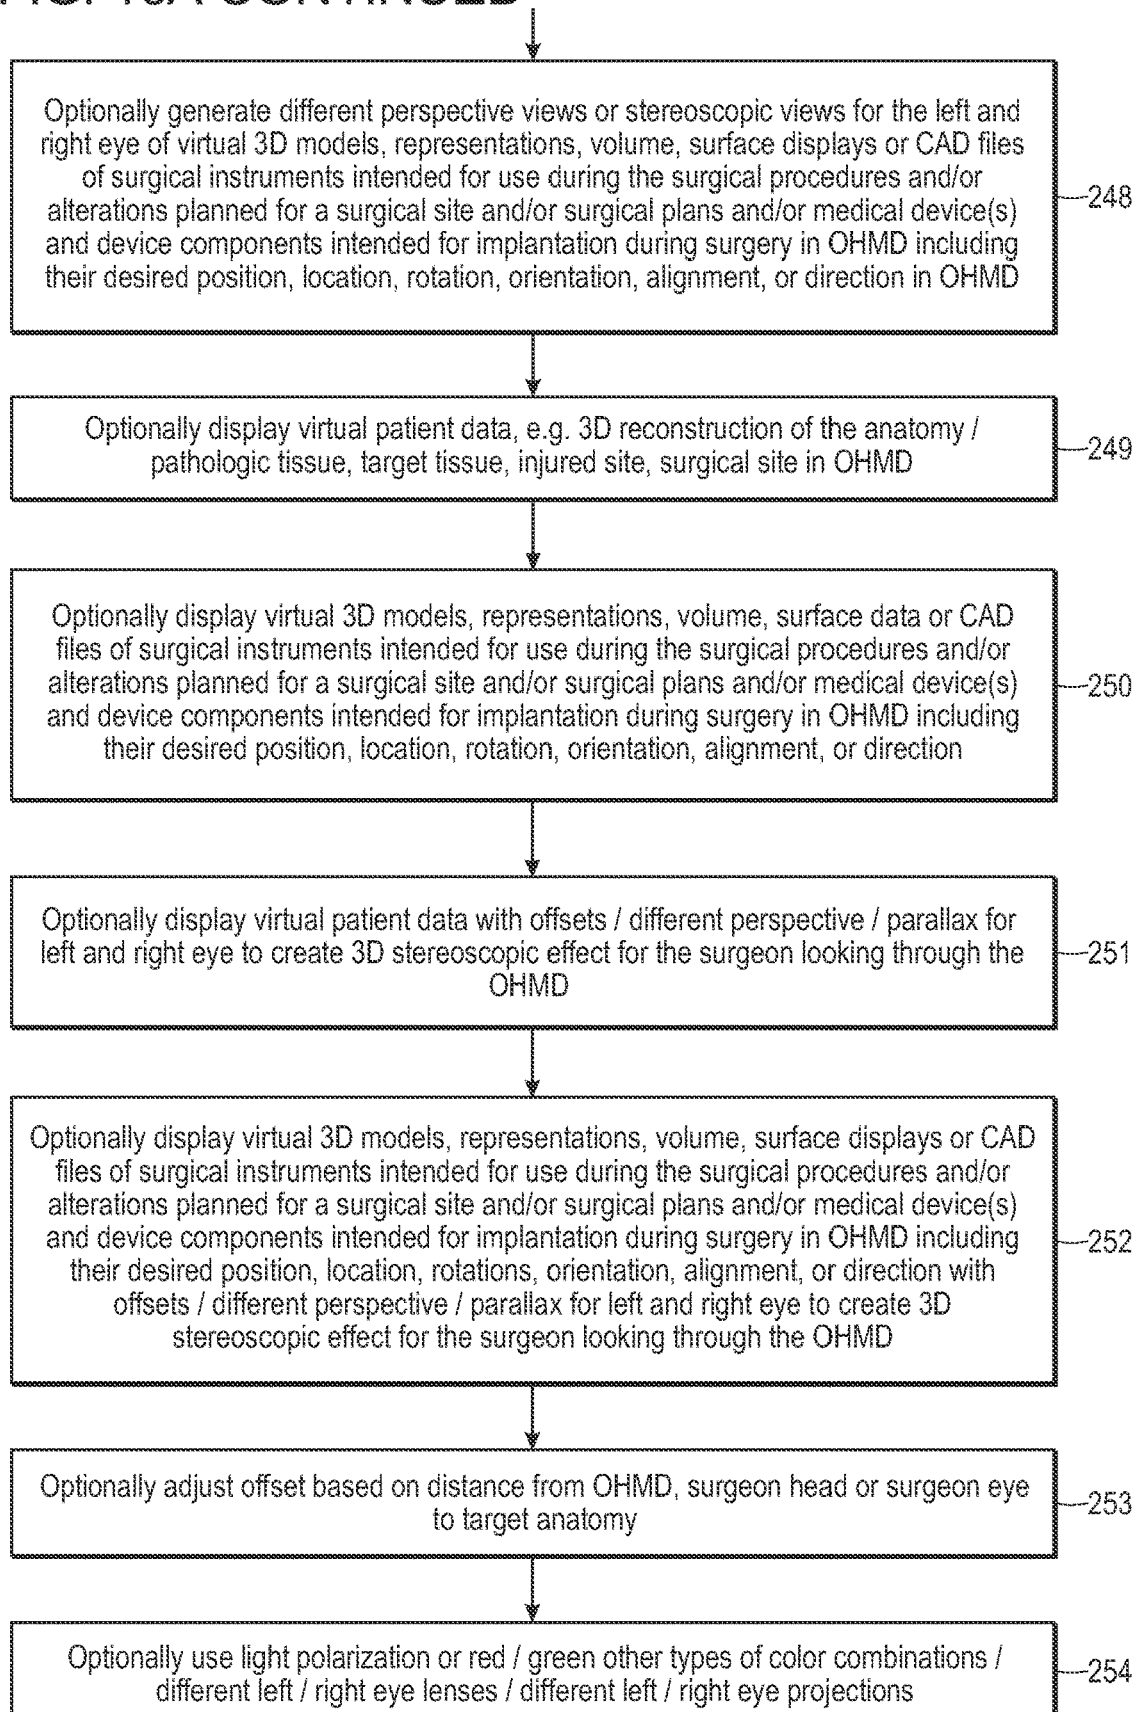 Optionally generate different perspective views or stereoscopic views for the left and
right eye of virtual 3D models, representations, volume, surface displays or CAD files
of surgical instruments intended for use during the surgical procedures and/or
alterations planned for a surgical site and/or surgical plans and/or medical device(s)
and device components intended for implantation during surgery in OHMD including
their desired position, location, rotation, orientation, alignment, or direction in OHMD
248
Optionally display virtual patient data, e.g. 3D reconstruction of the anatomy /
pathologic tissue, target tissue, injured site, surgical site in OHMD
249
Optionally display virtual 3D models, representations, volume, surface data or CAD
files of surgical instruments intended for use during the surgical procedures and/or
alterations planned for a surgical site and/or surgical plans and/or medical device(s)
and device components intended for implantation during surgery in OHMD including
their desired position, location, rotation, orientation, alignment, or direction
250
Optionally display virtual patient data with offsets / different perspective / parallax for
left and right eye to create 3D stereoscopic effect for the surgeon looking through the
OHMD
251
Optionally display virtual 3D models, representations, volume, surface displays or CAD
files of surgical instruments intended for use during the surgical procedures and/or
alterations planned for a surgical site and/or surgical plans and/or medical device(s)
and device components intended for implantation during surgery in OHMD including
their desired position, location, rotations, orientation, alignment, or direction with
offsets / different perspective / parallax for left and right eye to create 3D
stereoscopic effect for the surgeon looking through the OHMD
252
Optionally adjust offset based on distance from OHMD, surgeon head or surgeon eye
to target anatomy
253
Optionally use light polarization or red / green other types of color combinations /
different left / right eye lenses / different left / right eye projections
254